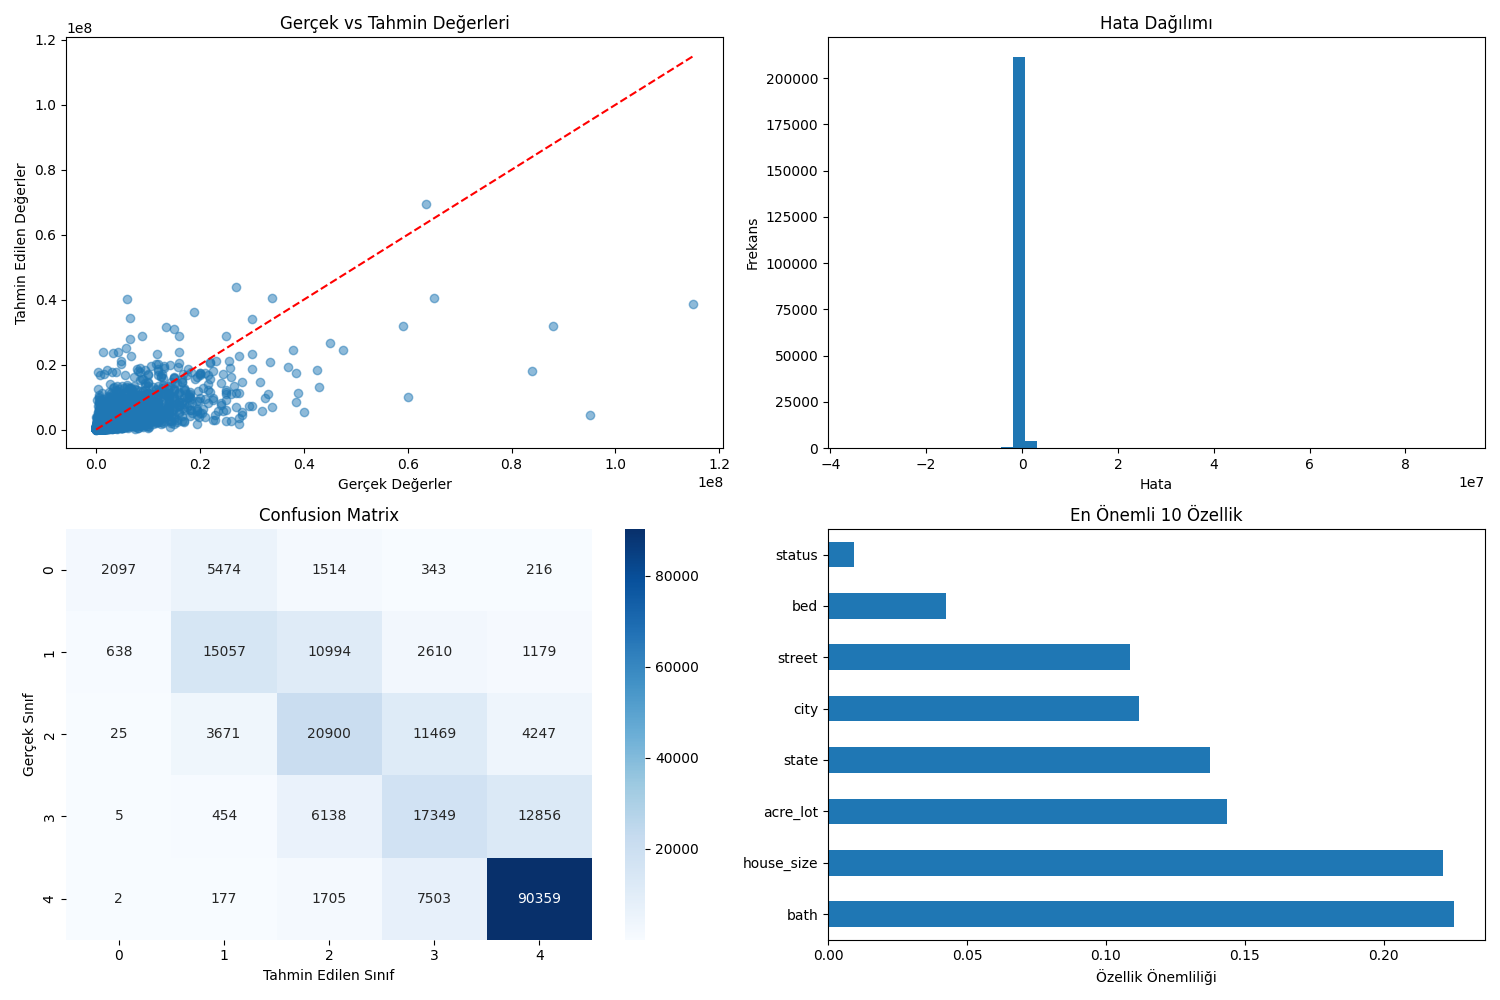 Gerçek vs Tahmin Değerleri
1e8
1.2
1.0
0.8
0.6
0.4
0.2
0.0
Tahmin Edilen Değerler
0.0 0.2 0.4 0.6 0.8 1.0 1.2
1e8
Gerçek Değerler
Hata Dağılımı
200000
175000
150000
125000
100000
75000
50000
25000
0
Frekans
−4 −2 0 2 4 6 8
1e7
Hata
Confusion Matrix
0 2097 5474 1514 343 216
1 638 15057 10994 2610 1179
2 25 3671 20900 11469 4247
3 5 454 6138 17349 12856
4 2 177 1705 7503 90359
Gerçek Sınıf
0 1 2 3 4
Tahmin Edilen Sınıf
80000
60000
40000
20000
En Önemli 10 Özellik
status
bed
street
city
state
acre_lot
house_size
bath
0.00 0.05 0.10 0.15 0.20
Özellik Önemliliği